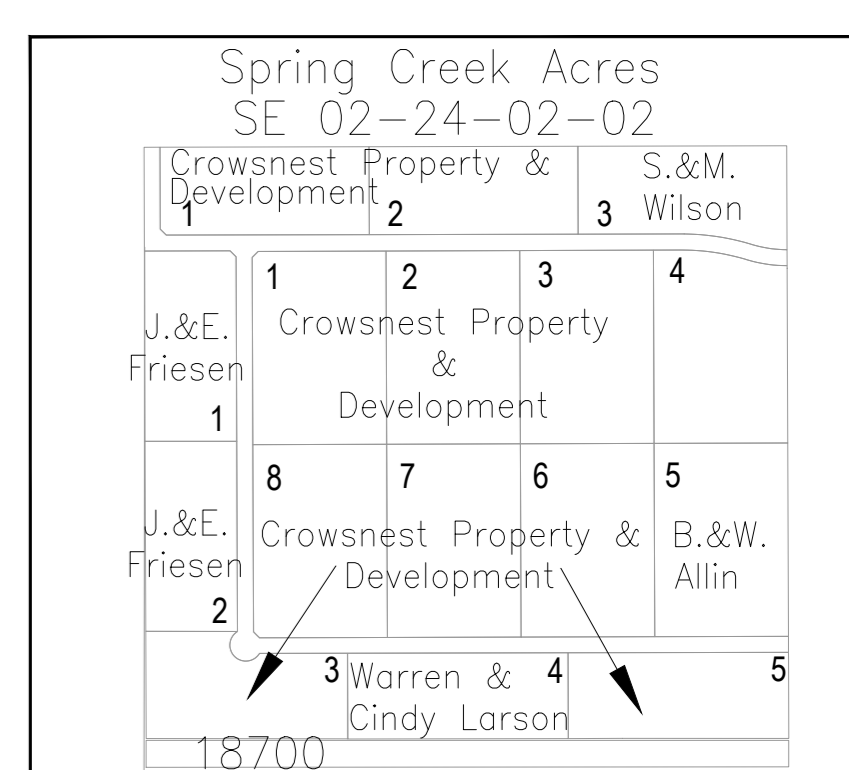 Spring Creek Acres
SE 02-24-02-02
Crowsnest Property &
Development
1
2
S.&M.
Wilson
3
J.&E.
Friesen
1
1
2
3
4
Crowsnest Property
&
Development
J.&E.
Friesen
2
8
7
6
5
Crowsnest Property &
Development
B.&W.
Allin
3
Warren &
Cindy Larson
4
5
18700